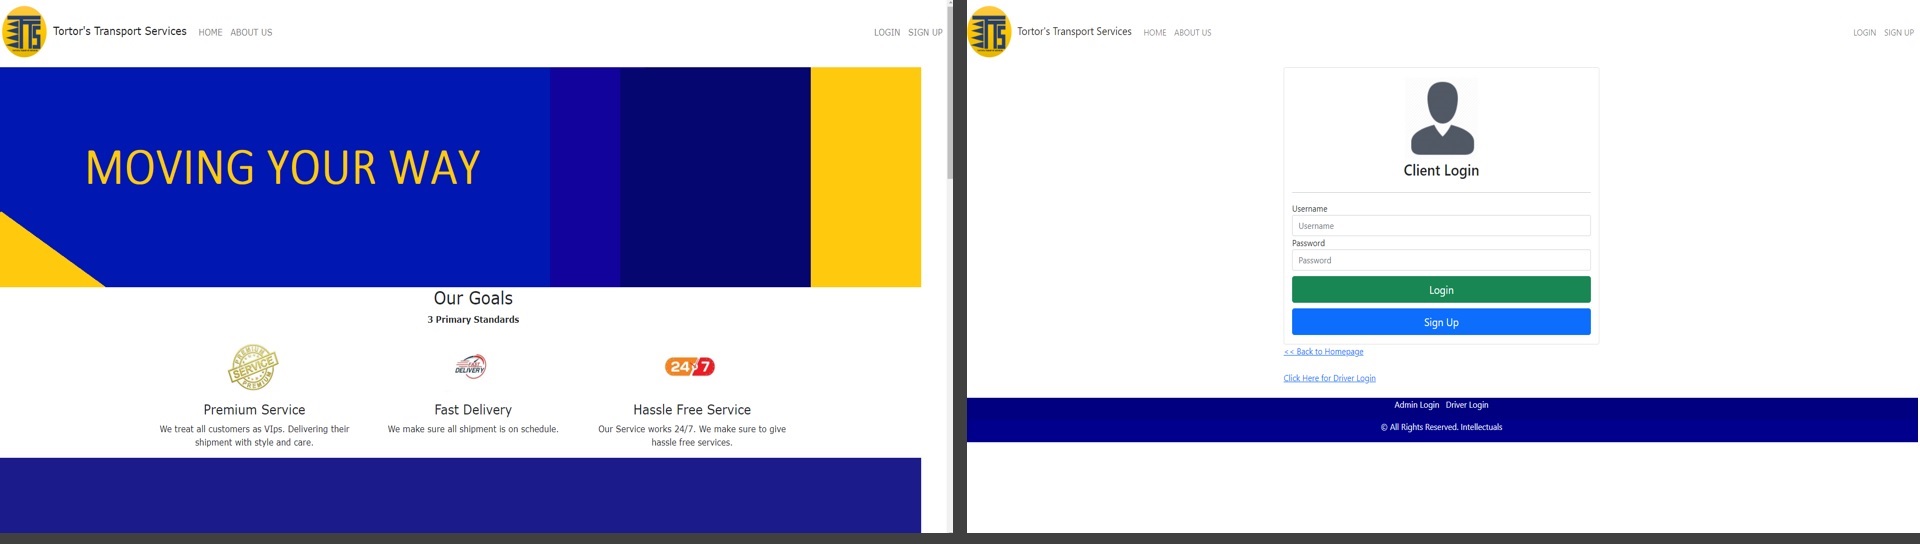 TTS
Tortor's Transport Services HOME ABOUT US LOGIN SIGN UP
MOVING YOUR WAY
Our Goals
3 Primary Standards
PREMIUM
SERVICE
PREMIUM
FAST
DELIVERY
24 7
Premium Service
We treat all customers as VIps. Delivering their
shipment with style and care.
Fast Delivery
We make sure all shipment is on schedule.
Hassle Free Service
Our Service works 24/7. We make sure to give
hassle free services.
TTS
Tortor's Transport Services HOME ABOUT US LOGIN SIGN UP
Client Login
Username
Username
Password
Password
Login
Sign Up
<< Back to Homepage
Click Here for Driver Login
Admin Login Driver Login
© All Rights Reserved. Intellectuals